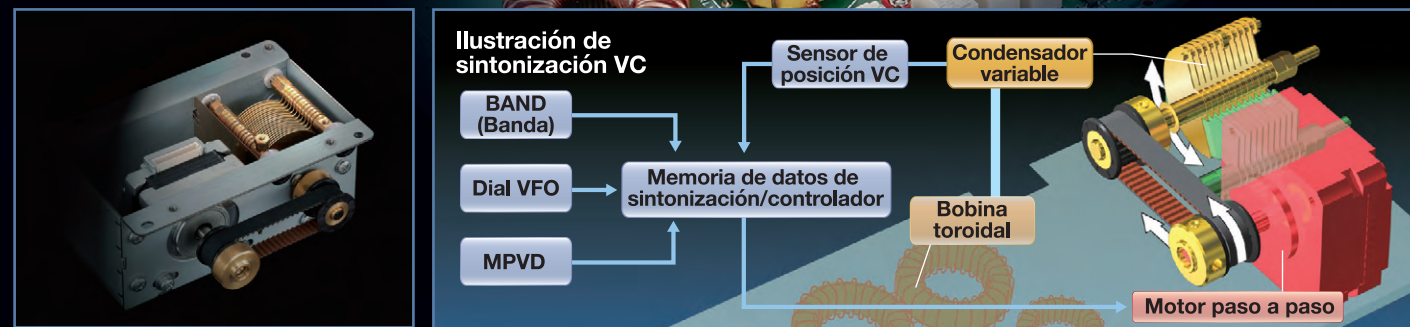 Ilustración de
sintonización VC
BAND
(Banda)
Dial VFO
MPVD
Sensor de
posición VC
Condensador
variable
Memoria de datos de
sintonización/controlador
Bobina
toroidal
Motor paso a paso